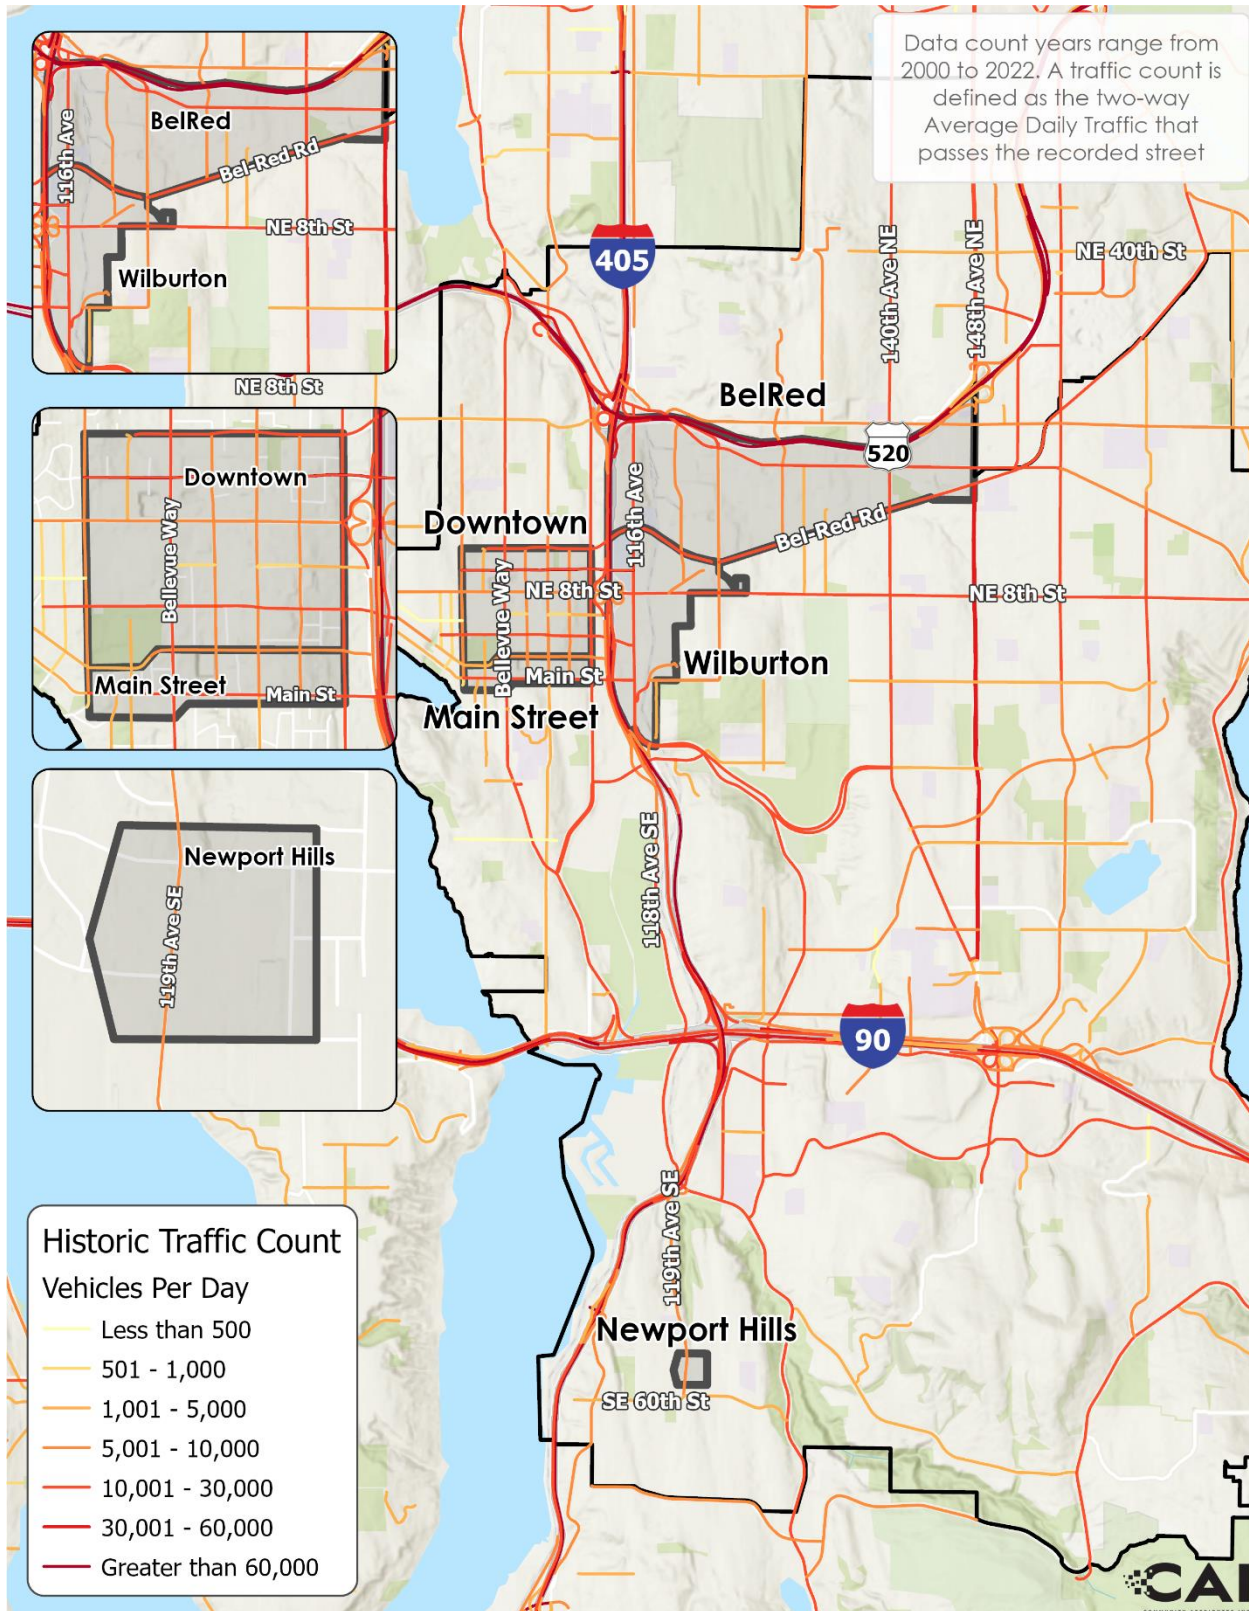 Data count years range from
2000 to 2022. A traffic count is
defined as the two-way
Average Daily Traffic that
passes the recorded street
BelRed
116th Ave
Bel-Red Rd
NE 8th St
Wilburton
Downtown
Bellevue Way
Main Street
Main St
Newport Hills
119th Ave SE
405
NE 40th St
140th Ave NE
148th Ave NE
NE 8th St
BelRed
520
116th Ave
Downtown
Bel-Red Rd
Bellevue Way
NE 8th St
NE 8th St
Wilburton
Main St
Main Street
118th Ave SE
90
119th Ave SE
Newport Hills
SE 60th St
Historic Traffic Count
Vehicles Per Day
Less than 500
501 - 1,000
1,001 - 5,000
5,001 - 10,000
10,001 - 30,000
30,001 - 60,000
Greater than 60,000